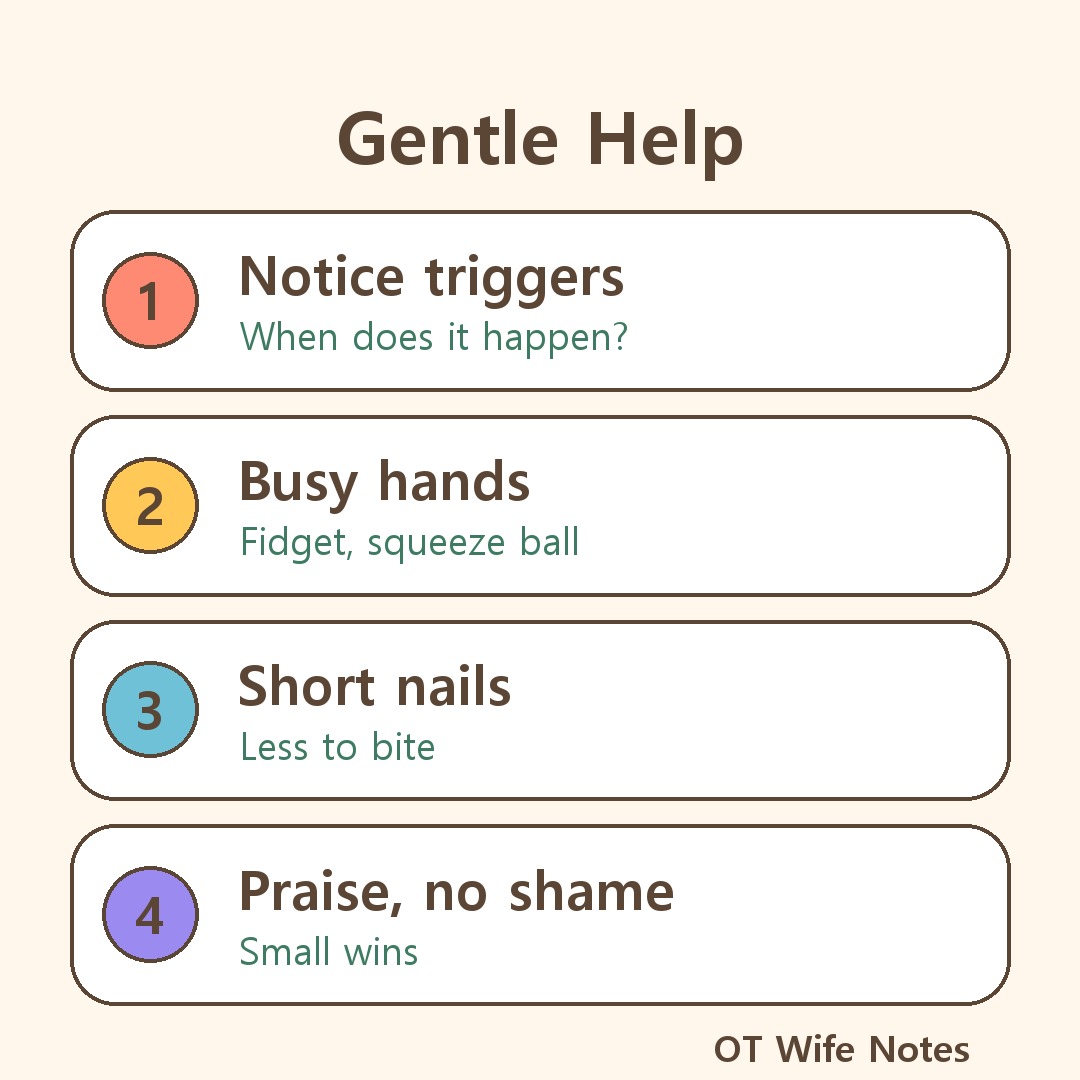 Gentle Help
1
Notice triggers
When does it happen?
2
Busy hands
Fidget, squeeze ball
3
Short nails
Less to bite
4
Praise, no shame
Small wins
OT Wife Notes